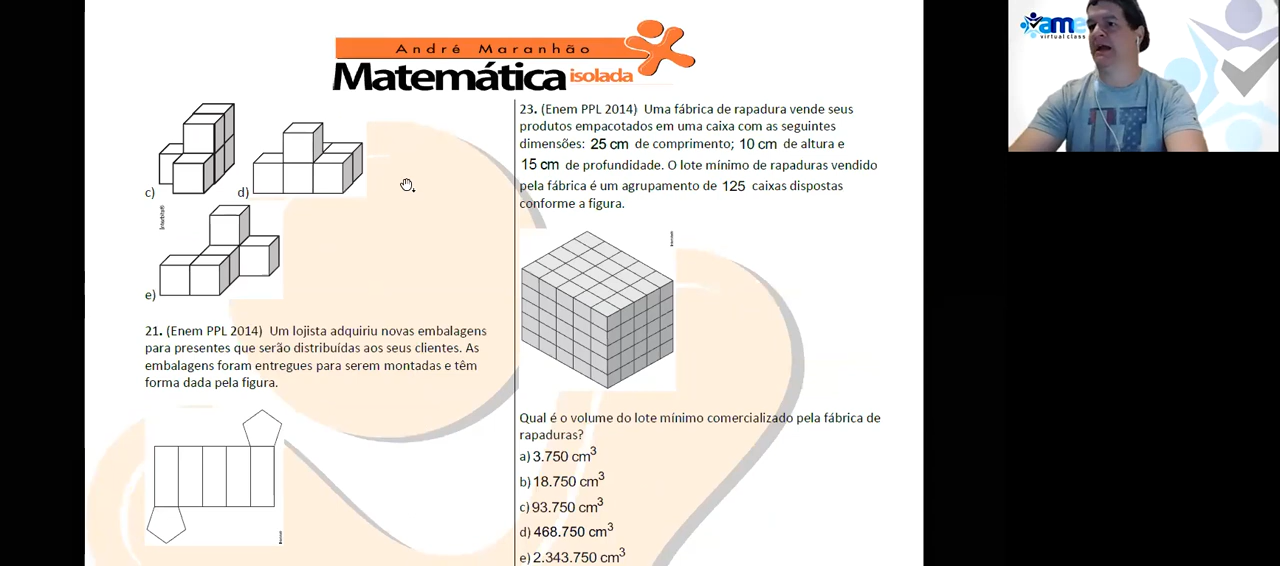 André Maranhão
Matemática isolada
c)
d)
e)
21. (Enem PPL 2014) Um lojista adquiriu novas embalagens
para presentes que serão distribuídas aos seus clientes. As
embalagens foram entregues para serem montadas e têm
forma dada pela figura.
23. (Enem PPL 2014) Uma fábrica de rapadura vende seus
produtos empacotados em uma caixa com as seguintes
dimensões: 25 cm de comprimento; 10 cm de altura e
15 cm de profundidade. O lote mínimo de rapaduras vendido
pela fábrica é um agrupamento de 125 caixas dispostas
conforme a figura.
Qual é o volume do lote mínimo comercializado pela fábrica de
rapaduras?
a) 3.750 cm³
b) 18.750 cm³
c) 93.750 cm³
d) 468.750 cm³
e) 2.343.750 cm³
ame
virtual class